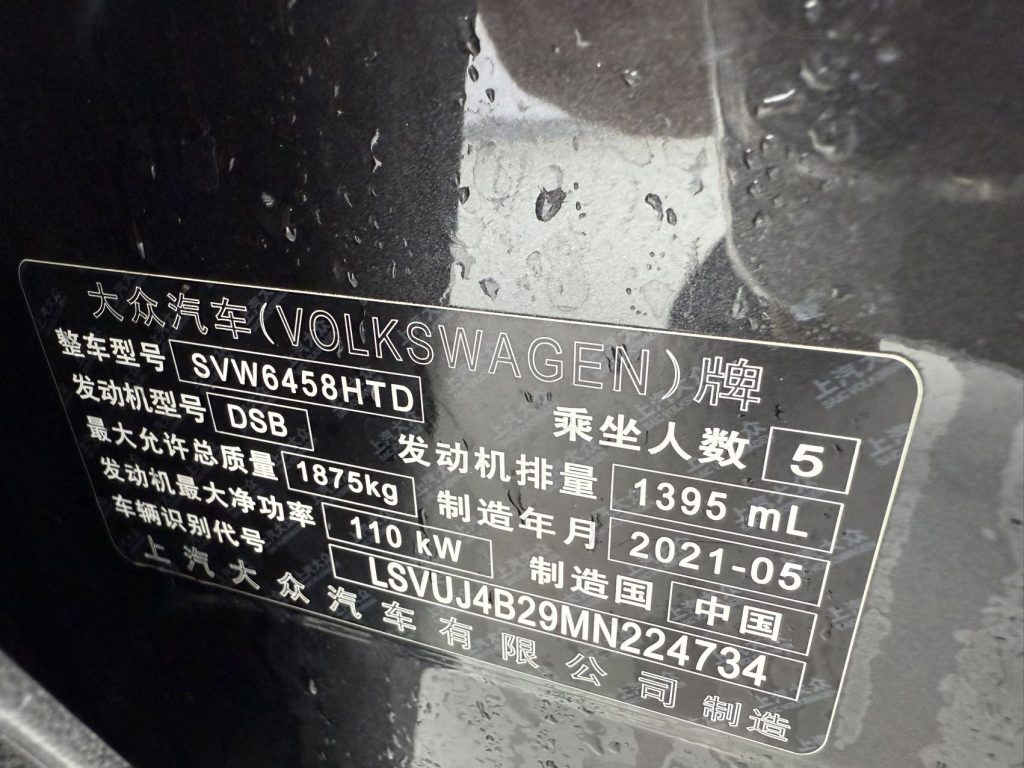 大众汽车(VOLKSWAGEN)牌
整车型号 SVW6458HTD 乘坐人数 5
发动机型号 DSB 发动机排量 1395 mL
最大允许总质量 1875kg 制造年月 2021-05
发动机最大净功率 110 kW 制造国 中国
车辆识别代号 LSVUJ4B29MN224734
上汽大众汽车有限公司制造